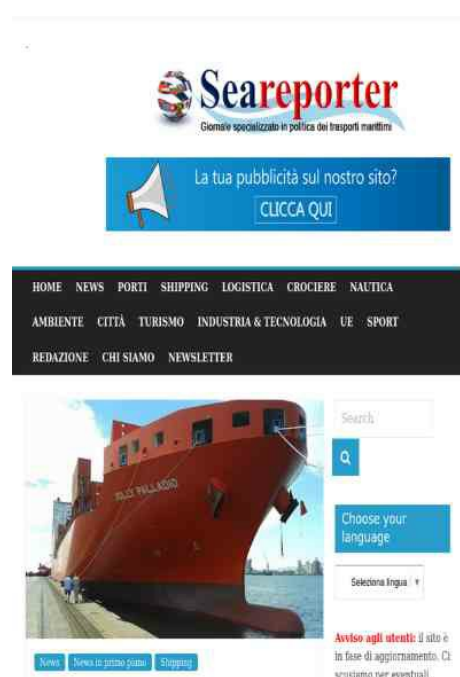 Seareporter
Giornale specializzato in politica dei trasporti marittimi
La tua pubblicità sul nostro sito?
CLICCA QUI
HOME NEWS PORTI SHIPPING LOGISTICA CROCIERE NAUTICA
AMBIENTE CITTÀ TURISMO INDUSTRIA & TECNOLOGIA UE SPORT
REDAZIONE CHI SIAMO NEWSLETTER
Search
JOLLY PALLADIO
Choose your
language
Seleziona lingua
Avviso agli utenti: il sito è
in fase di aggiornamento. Ci
scusiamo per eventuali
News News in primo piano Shipping